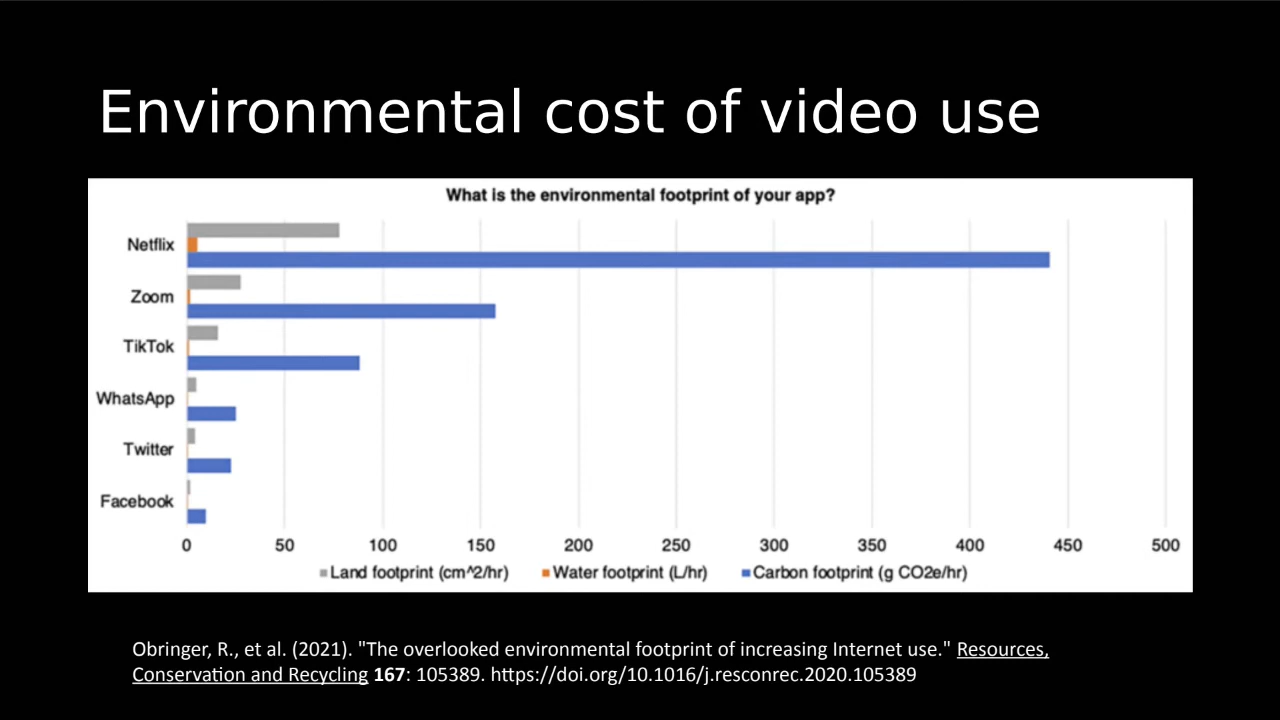 Environmental cost of video use
What is the environmental footprint of your app?
Netflix
Zoom
TikTok
WhatsApp
Twitter
Facebook
0 50 100 150 200 250 300 350 400 450 500
Land footprint (cm^2/hr) Water footprint (L/hr) Carbon footprint (g CO2e/hr)
Obringer, R., et al. (2021). "The overlooked environmental footprint of increasing Internet use." Resources,
Conservation and Recycling 167: 105389. https://doi.org/10.1016/j.resconrec.2020.105389